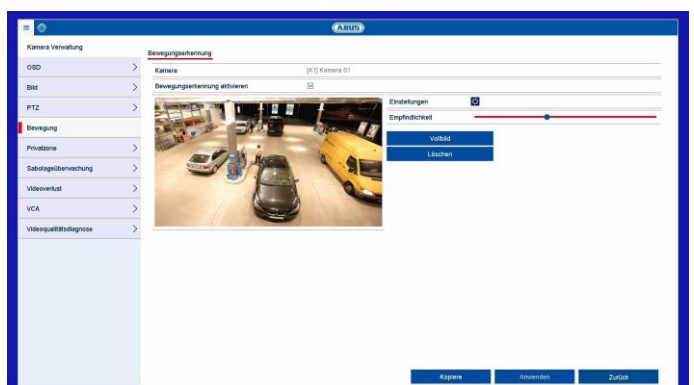 ABUS
Kamera Verwaltung
Bewegungserkennung
OSD
Kamera
[A1] Kamera 01
Bild
Bewegungserkennung aktivieren
PTZ
Einstellungen
Empfindlichkeit
Bewegung
Vollbild
Privatzone
Löschen
Sabotageüberwachung
Videoverlust
VCA
Videoqualitätsdiagnose
Kopiere
Anwenden
Zurück